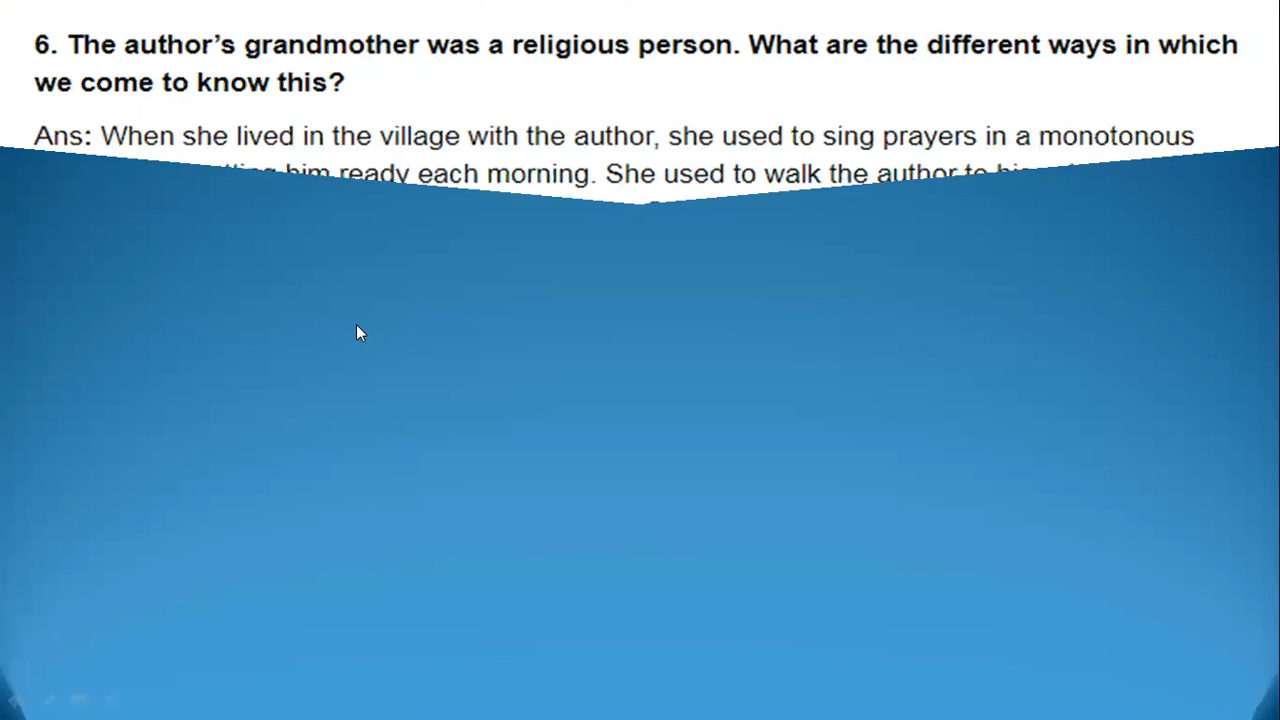 6. The author’s grandmother was a religious person. What are the different ways in which
we come to know this?
Ans: When she lived in the village with the author, she used to sing prayers in a monotonous
him ready each morning. She used to walk the author to